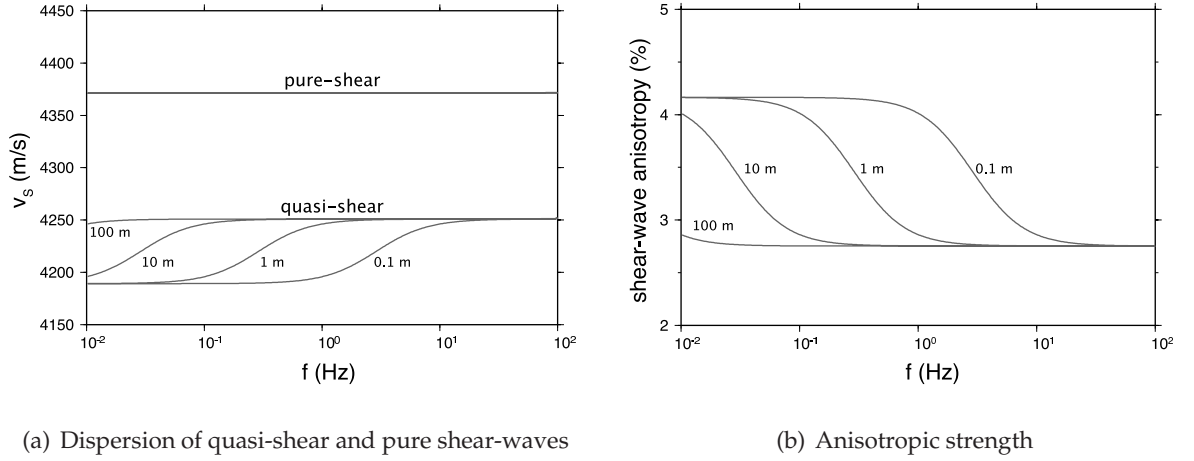 4450
4400
4350
4300
4250
4200
4150
v_S (m/s)
pure-shear
quasi-shear
100 m
10 m
1 m
0.1 m
10^-2
10^-1
10^0
10^1
10^2
f (Hz)
(a) Dispersion of quasi-shear and pure shear-waves
5
4
3
2
shear-wave anisotropy (%)
10 m
1 m
0.1 m
100 m
10^-2
10^-1
10^0
10^1
10^2
f (Hz)
(b) Anisotropic strength